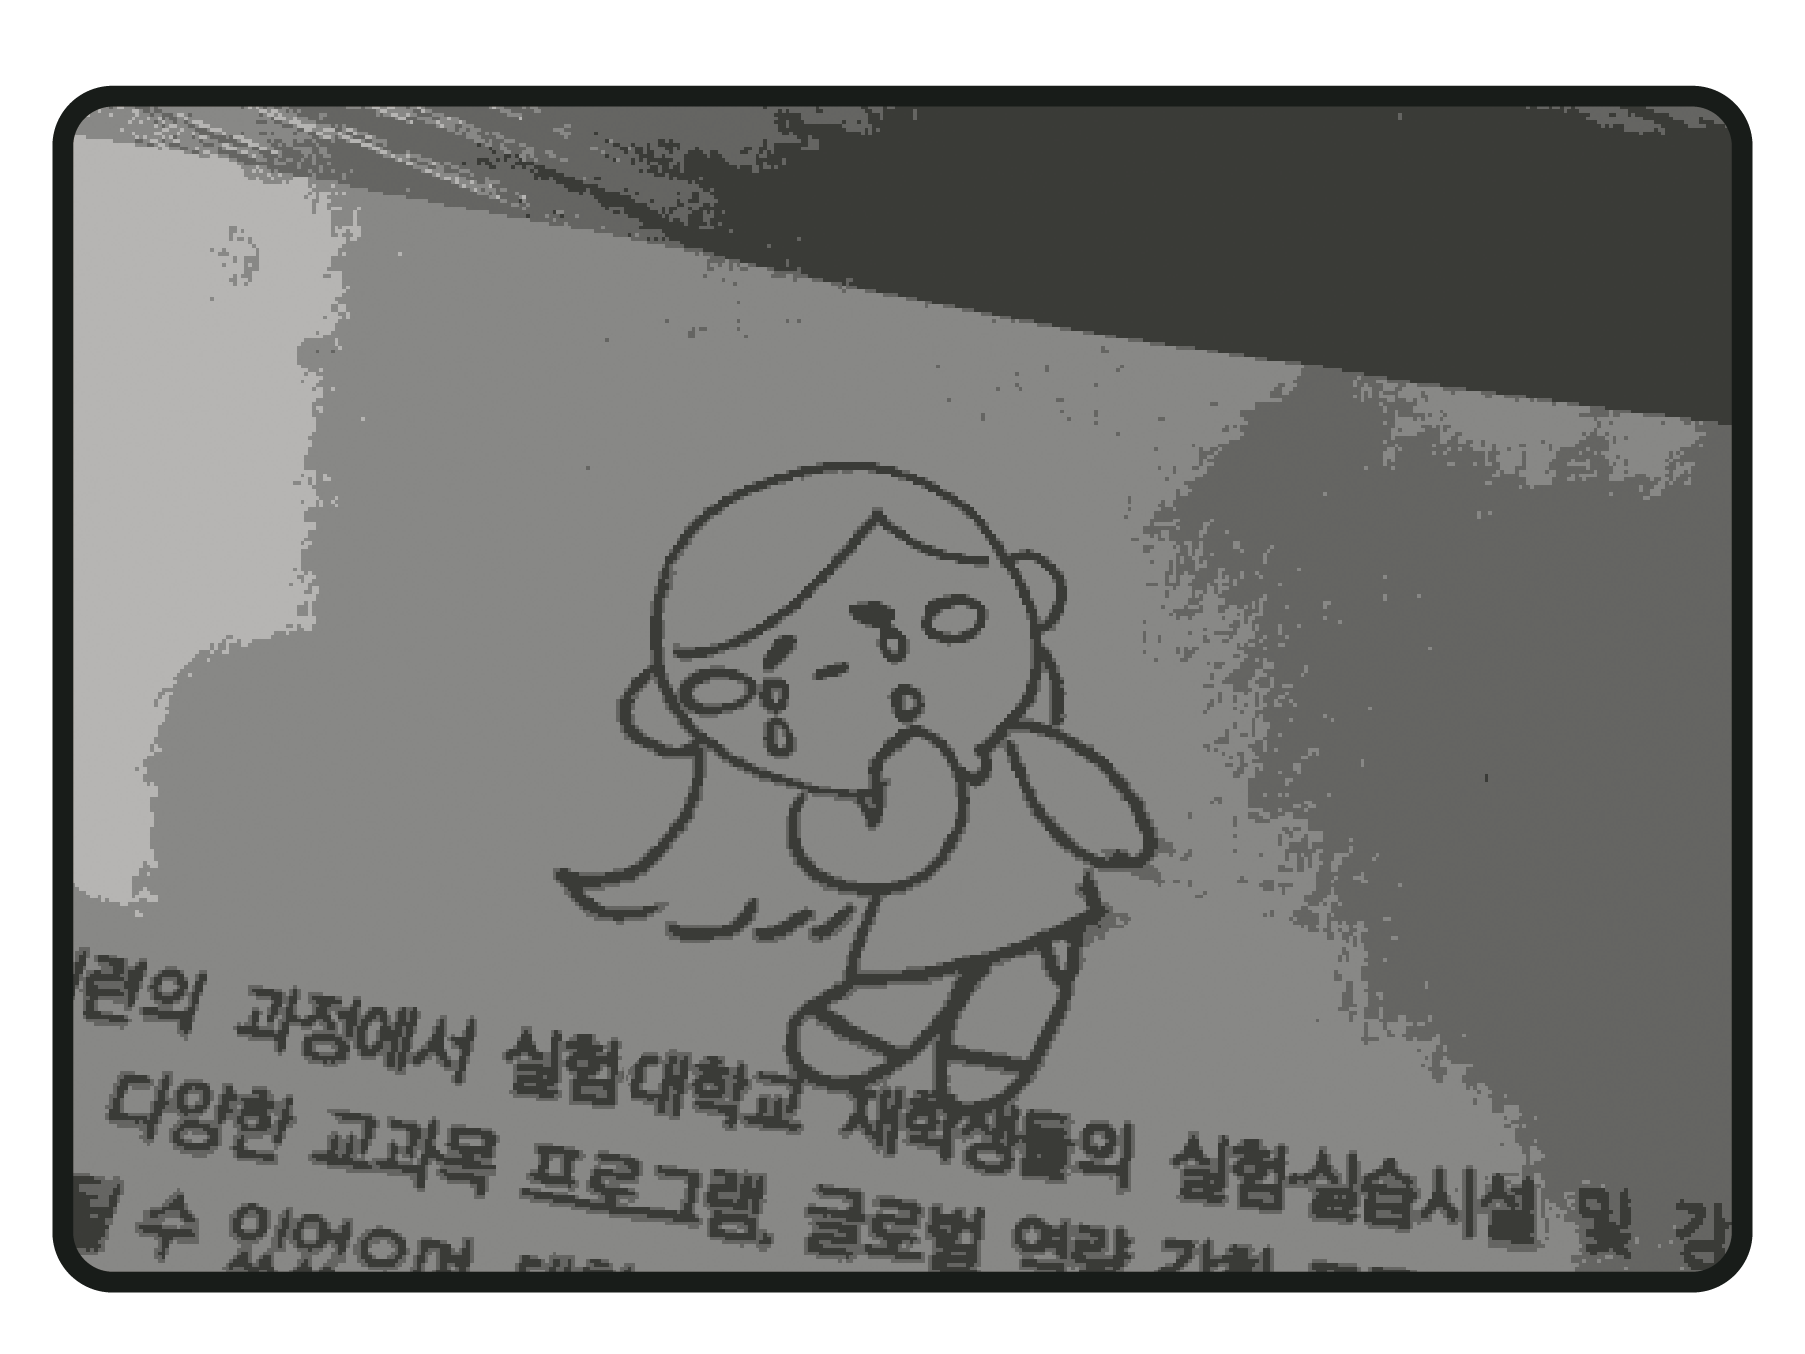 련의 과정에서 실험대학교 재학생들의 실험·실습시설 및 강
다양한 교과목 프로그램, 글로벌 역량 강화
될 수 있었으며